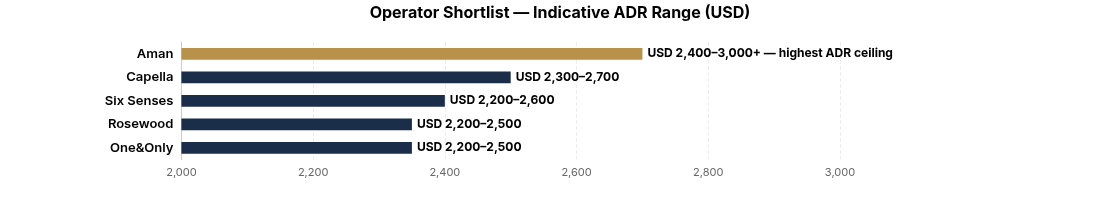 Operator Shortlist — Indicative ADR Range (USD)
Aman USD 2,400–3,000+ — highest ADR ceiling
Capella USD 2,300–2,700
Six Senses USD 2,200–2,600
Rosewood USD 2,200–2,500
One&Only USD 2,200–2,500
2,000 2,200 2,400 2,600 2,800 3,000